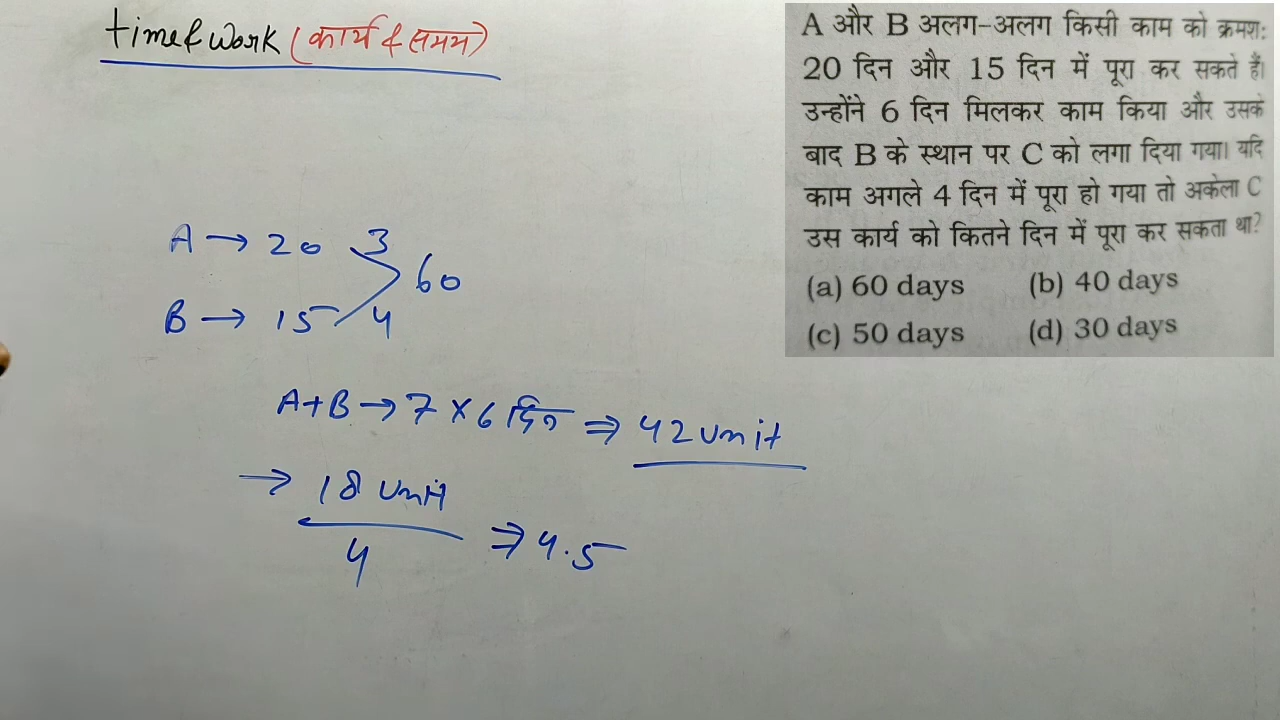 time & work (कार्य & समय)
A और B अलग-अलग किसी काम को क्रमश:
20 दिन और 15 दिन में पूरा कर सकते हैं।
उन्होंने 6 दिन मिलकर काम किया और उसके
बाद B के स्थान पर C को लगा दिया गया। यदि
काम अगले 4 दिन में पूरा हो गया तो अकेला C
उस कार्य को कितने दिन में पूरा कर सकता था?
(a) 60 days (b) 40 days
(c) 50 days (d) 30 days
A → 20 3
60
B → 15 4
A+B → 7 × 6 दिन ⇒ 42 unit
→ 18 unit
4 ⇒ 4.5